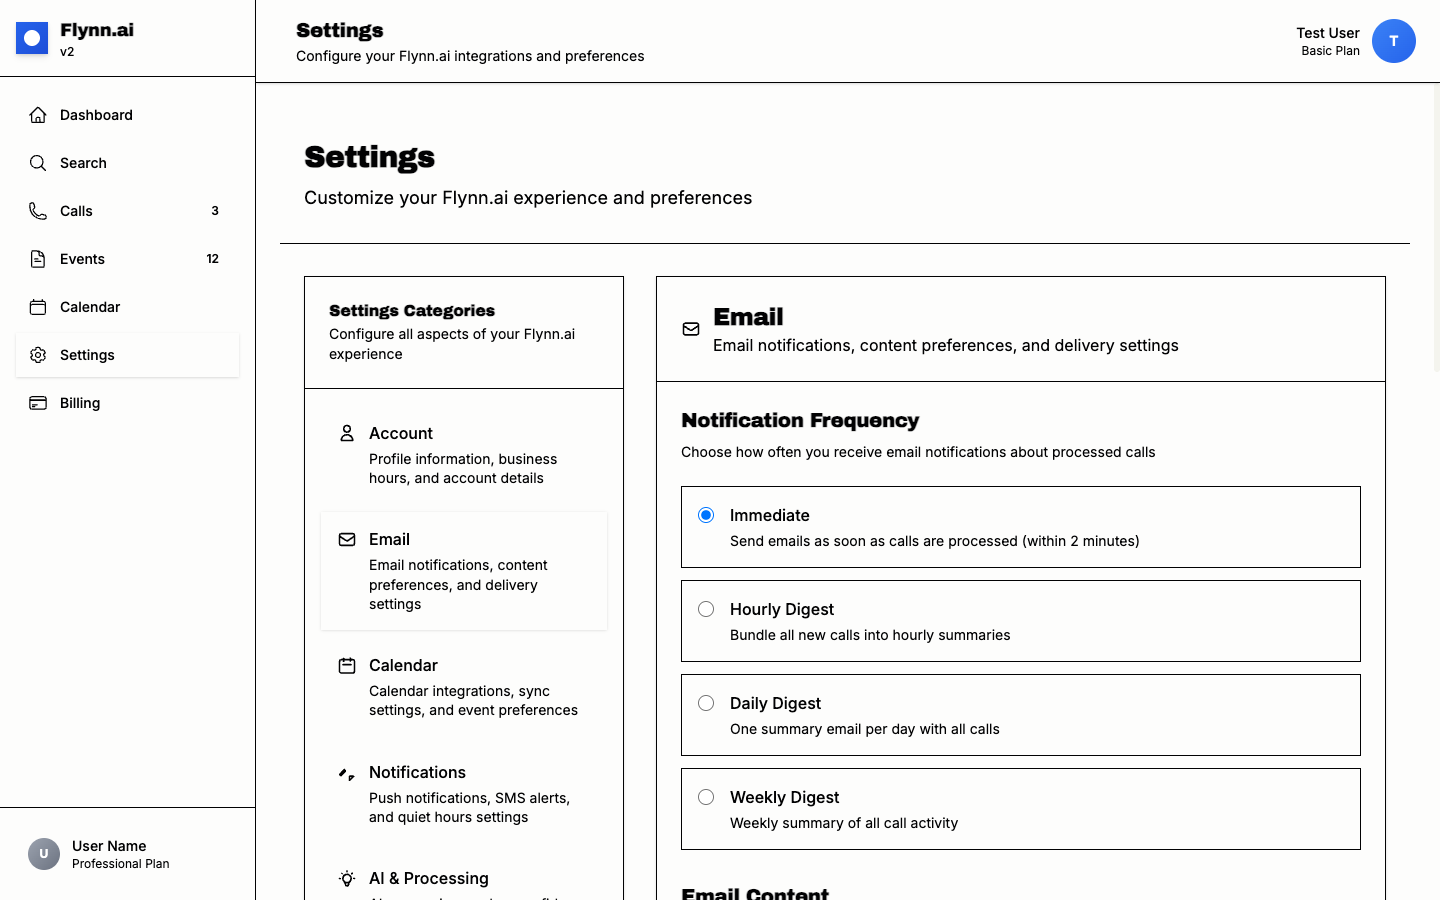 Flynn.ai
v2
Dashboard
Search
Calls 3
Events 12
Calendar
Settings
Billing
U
User Name
Professional Plan
Settings
Configure your Flynn.ai integrations and preferences
Test User
Basic Plan
T
Settings
Customize your Flynn.ai experience and preferences
Settings Categories
Configure all aspects of your Flynn.ai
experience
Account
Profile information, business
hours, and account details
Email
Email notifications, content
preferences, and delivery
settings
Calendar
Calendar integrations, sync
settings, and event preferences
Notifications
Push notifications, SMS alerts,
and quiet hours settings
AI & Processing
Email
Email notifications, content preferences, and delivery settings
Notification Frequency
Choose how often you receive email notifications about processed calls
Immediate
Send emails as soon as calls are processed (within 2 minutes)
Hourly Digest
Bundle all new calls into hourly summaries
Daily Digest
One summary email per day with all calls
Weekly Digest
Weekly summary of all call activity
Email Content